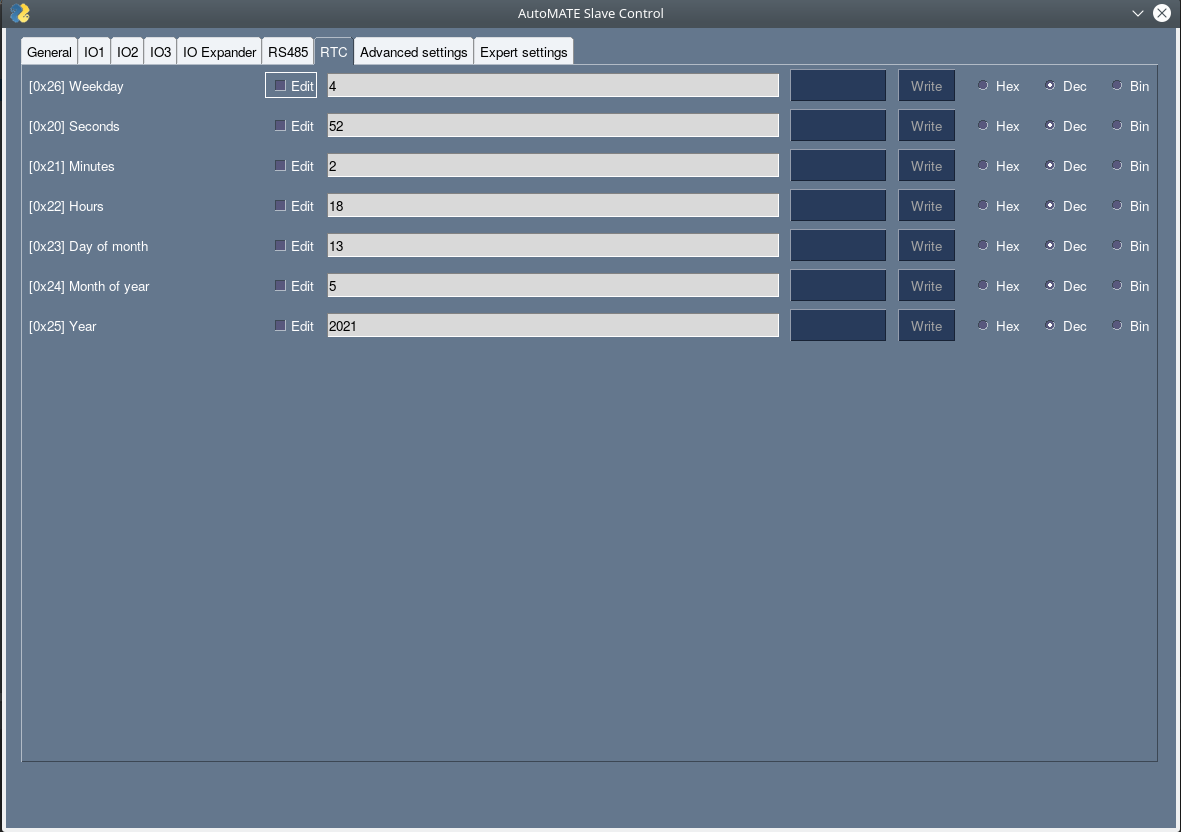 AutoMATE Slave Control
General IO1 IO2 IO3 IO Expander RS485 RTC Advanced settings Expert settings
[0x26] Weekday Edit 4 Write Hex Dec Bin
[0x20] Seconds Edit 52 Write Hex Dec Bin
[0x21] Minutes Edit 2 Write Hex Dec Bin
[0x22] Hours Edit 18 Write Hex Dec Bin
[0x23] Day of month Edit 13 Write Hex Dec Bin
[0x24] Month of year Edit 5 Write Hex Dec Bin
[0x25] Year Edit 2021 Write Hex Dec Bin